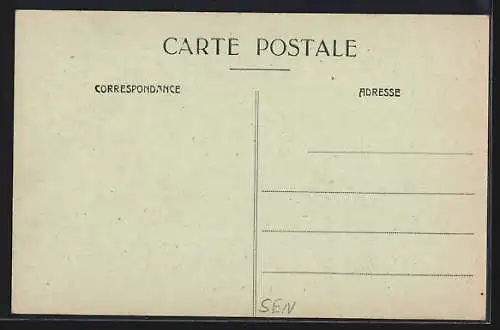 CARTE POSTALE
CORRESPONDANCE
ADRESSE
SEN